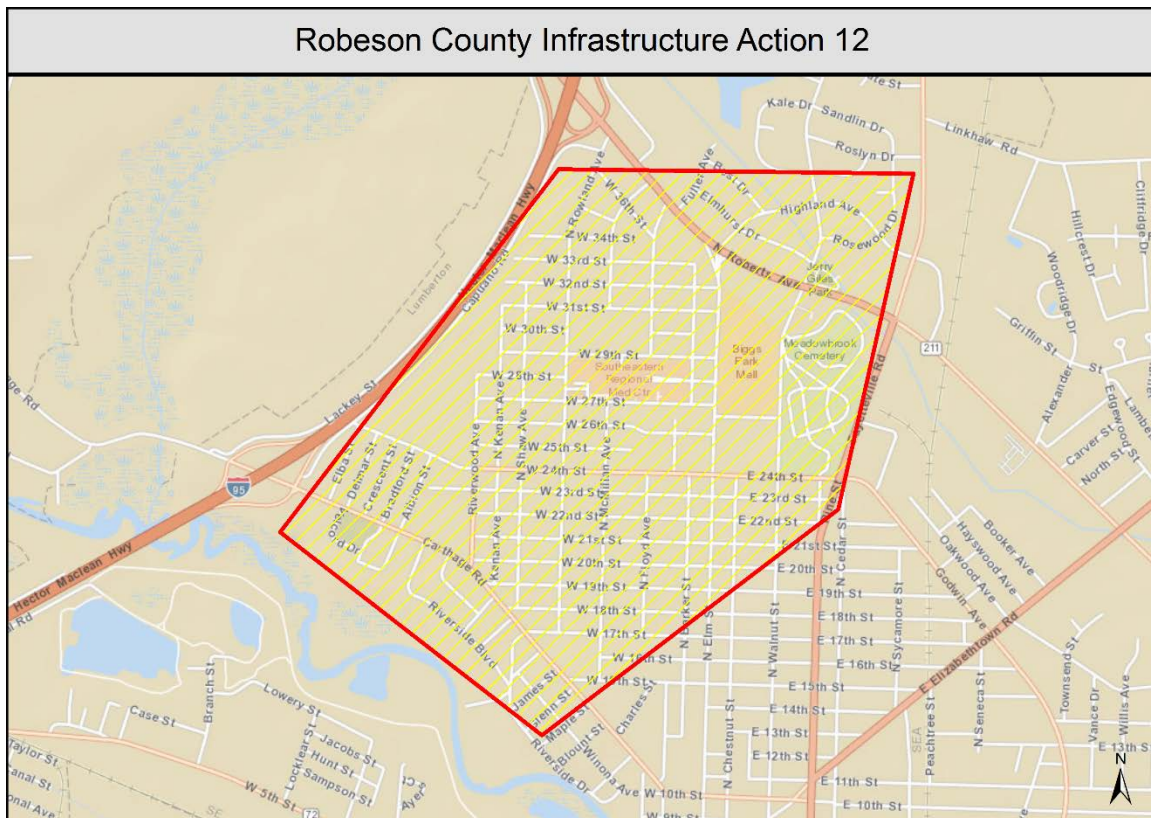 Robeson County Infrastructure Action 12
Kale Dr
Sandlin Dr
Roslyn Dr
Linkhaw Rd
Cliffridge
Hillcrest Dr
Woodridge Dr
Griffin St
Alexander
St
Edgewood
Carver St
North St
N Rowland Ave
W 36th St
Fuller Ave
Elmhurst Dr
Highland Ave
Rosewood Dr
W 34th St
W 33rd St
W 32nd St
W 31st St
W 30th St
W 29th St
Southeastern
Regional
Med Ctr
W 27th St
W 26th St
W 25th St
W 24th St
W 23rd St
W 22nd St
W 21st St
W 20th St
W 19th St
W 18th St
W 17th St
Biggs
Park
Mall
Meadowbrook
Cemetery
211
Hector Maclean Hwy
Capuano Rd
Lumberton
Lackey St
95
Elba St
Delmar St
Crescent St
Bradford St
Albion St
Riverwood Ave
N Kenan Ave
N Shaw Ave
N McMillan Ave
Kenan Ave
N Floyd Ave
Carthage Rd
Riverside Blvd
James St
Glenn St
Maple St
Blount St
Winona Ave
Riverside Dr
Charles St
N Barker St
N Elm St
N Chestnut St
N Walnut St
N Cedar St
N Sycamore St
N Seneca St
Peachtree St
E 24th St
E 23rd St
E 22nd St
E 21st St
E 20th St
E 19th St
E 18th St
E 17th St
E 16th St
E 15th St
E 14th St
E 13th St
E 12th St
E 11th St
E 10th St
E 13th St
W 10th St
Booker Ave
Hayswood Ave
Oakwood Ave
Godwin Ave
E Elizabethtown Rd
Townsend St
Vance Dr
Willis Ave
SEA
Hector Maclean Hwy
Branch St
Case St
Lowery St
Locklear St
Jacobs St
Hunt St
Sampson St
Taylor St
W 5th St
72
N